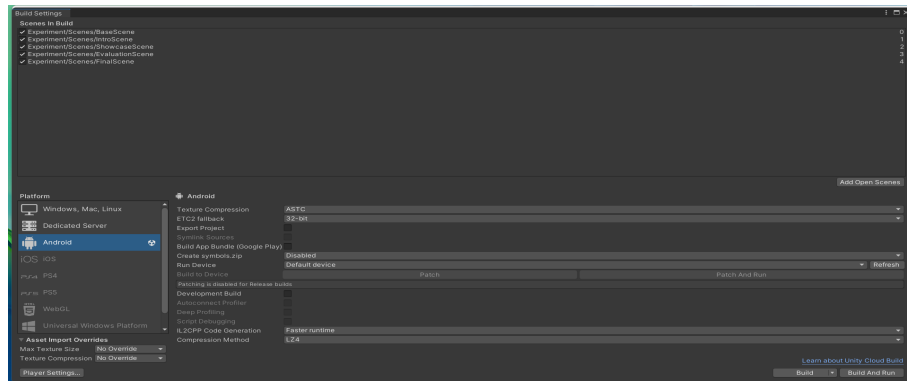 Build Settings
Scenes In Build
Experiment/Scenes/BaseScene 0
Experiment/Scenes/IntroScene 1
Experiment/Scenes/ShowcaseScene 2
Experiment/Scenes/EvaluationScene 3
Experiment/Scenes/FinalScene 4
Add Open Scenes
Platform
Windows, Mac, Linux
Dedicated Server
Android
iOS iOS
PS4 PS4
PS5 PS5
WebGL
Universal Windows Platform
Android
Texture Compression ASTC
ETC2 fallback 32-bit
Export Project
Symlink Sources
Build App Bundle (Google Play)
Create symbols.zip Disabled
Run Device Default device Refresh
Build to Device Patch Patch And Run
Patching is disabled for Release builds
Development Build
Autoconnect Profiler
Deep Profiling
Script Debugging
IL2CPP Code Generation Faster runtime
Compression Method LZ4
Asset Import Overrides
Max Texture Size No Override
Texture Compression No Override
Learn about Unity Cloud Build
Player Settings...
Build Build And Run